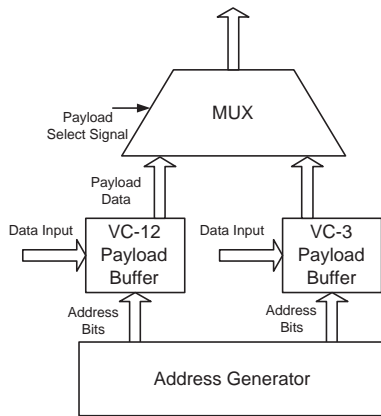 MUX
Payload
Select Signal
Payload
Data
Data Input
VC-12
Payload
Buffer
Data Input
VC-3
Payload
Buffer
Address
Bits
Address
Bits
Address Generator